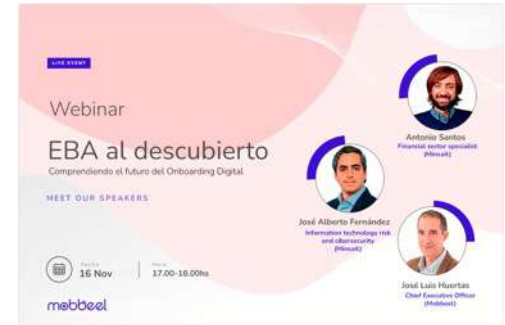 LIVE EVENT
Webinar
EBA al descubierto
Comprendiendo el futuro del Onboarding Digital
MEET OUR SPEAKERS
Fecha
16 Nov
Hora
17.00-18.00hs
mobbeel
Antonio Santos
Financial sector specialist
(Minsait)
José Alberto Fernández
Information technology risk
and cibersecurity
(Minsait)
José Luis Huertas
Chief Executive Officer
(Mobbeel)